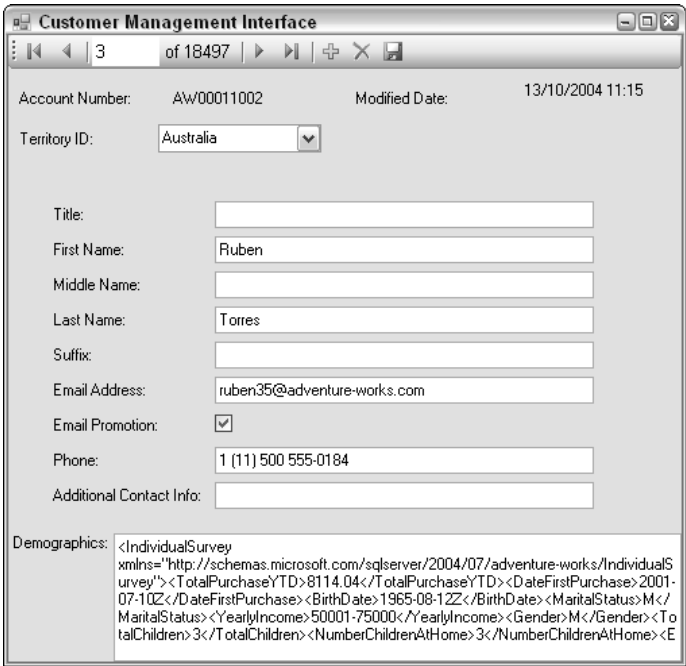 Customer Management Interface
3 of 18497
Account Number: AW00011002 Modified Date: 13/10/2004 11:15
Territory ID: Australia
Title:
First Name: Ruben
Middle Name:
Last Name: Torres
Suffix:
Email Address: ruben35@adventure-works.com
Email Promotion:
Phone: 1 (11) 500 555-0184
Additional Contact Info:
Demographics: <IndividualSurvey
xmlns="http://schemas.microsoft.com/sqlserver/2004/07/adventure-works/IndividualS
urvey"><TotalPurchaseYTD>8114.04</TotalPurchaseYTD><DateFirstPurchase>2001-
07-10Z</DateFirstPurchase><BirthDate>1965-08-12Z</BirthDate><MaritalStatus>M</
MaritalStatus><YearlyIncome>50001-75000</YearlyIncome><Gender>M</Gender><To
talChildren>3</TotalChildren><NumberChildrenAtHome>3</NumberChildrenAtHome><E